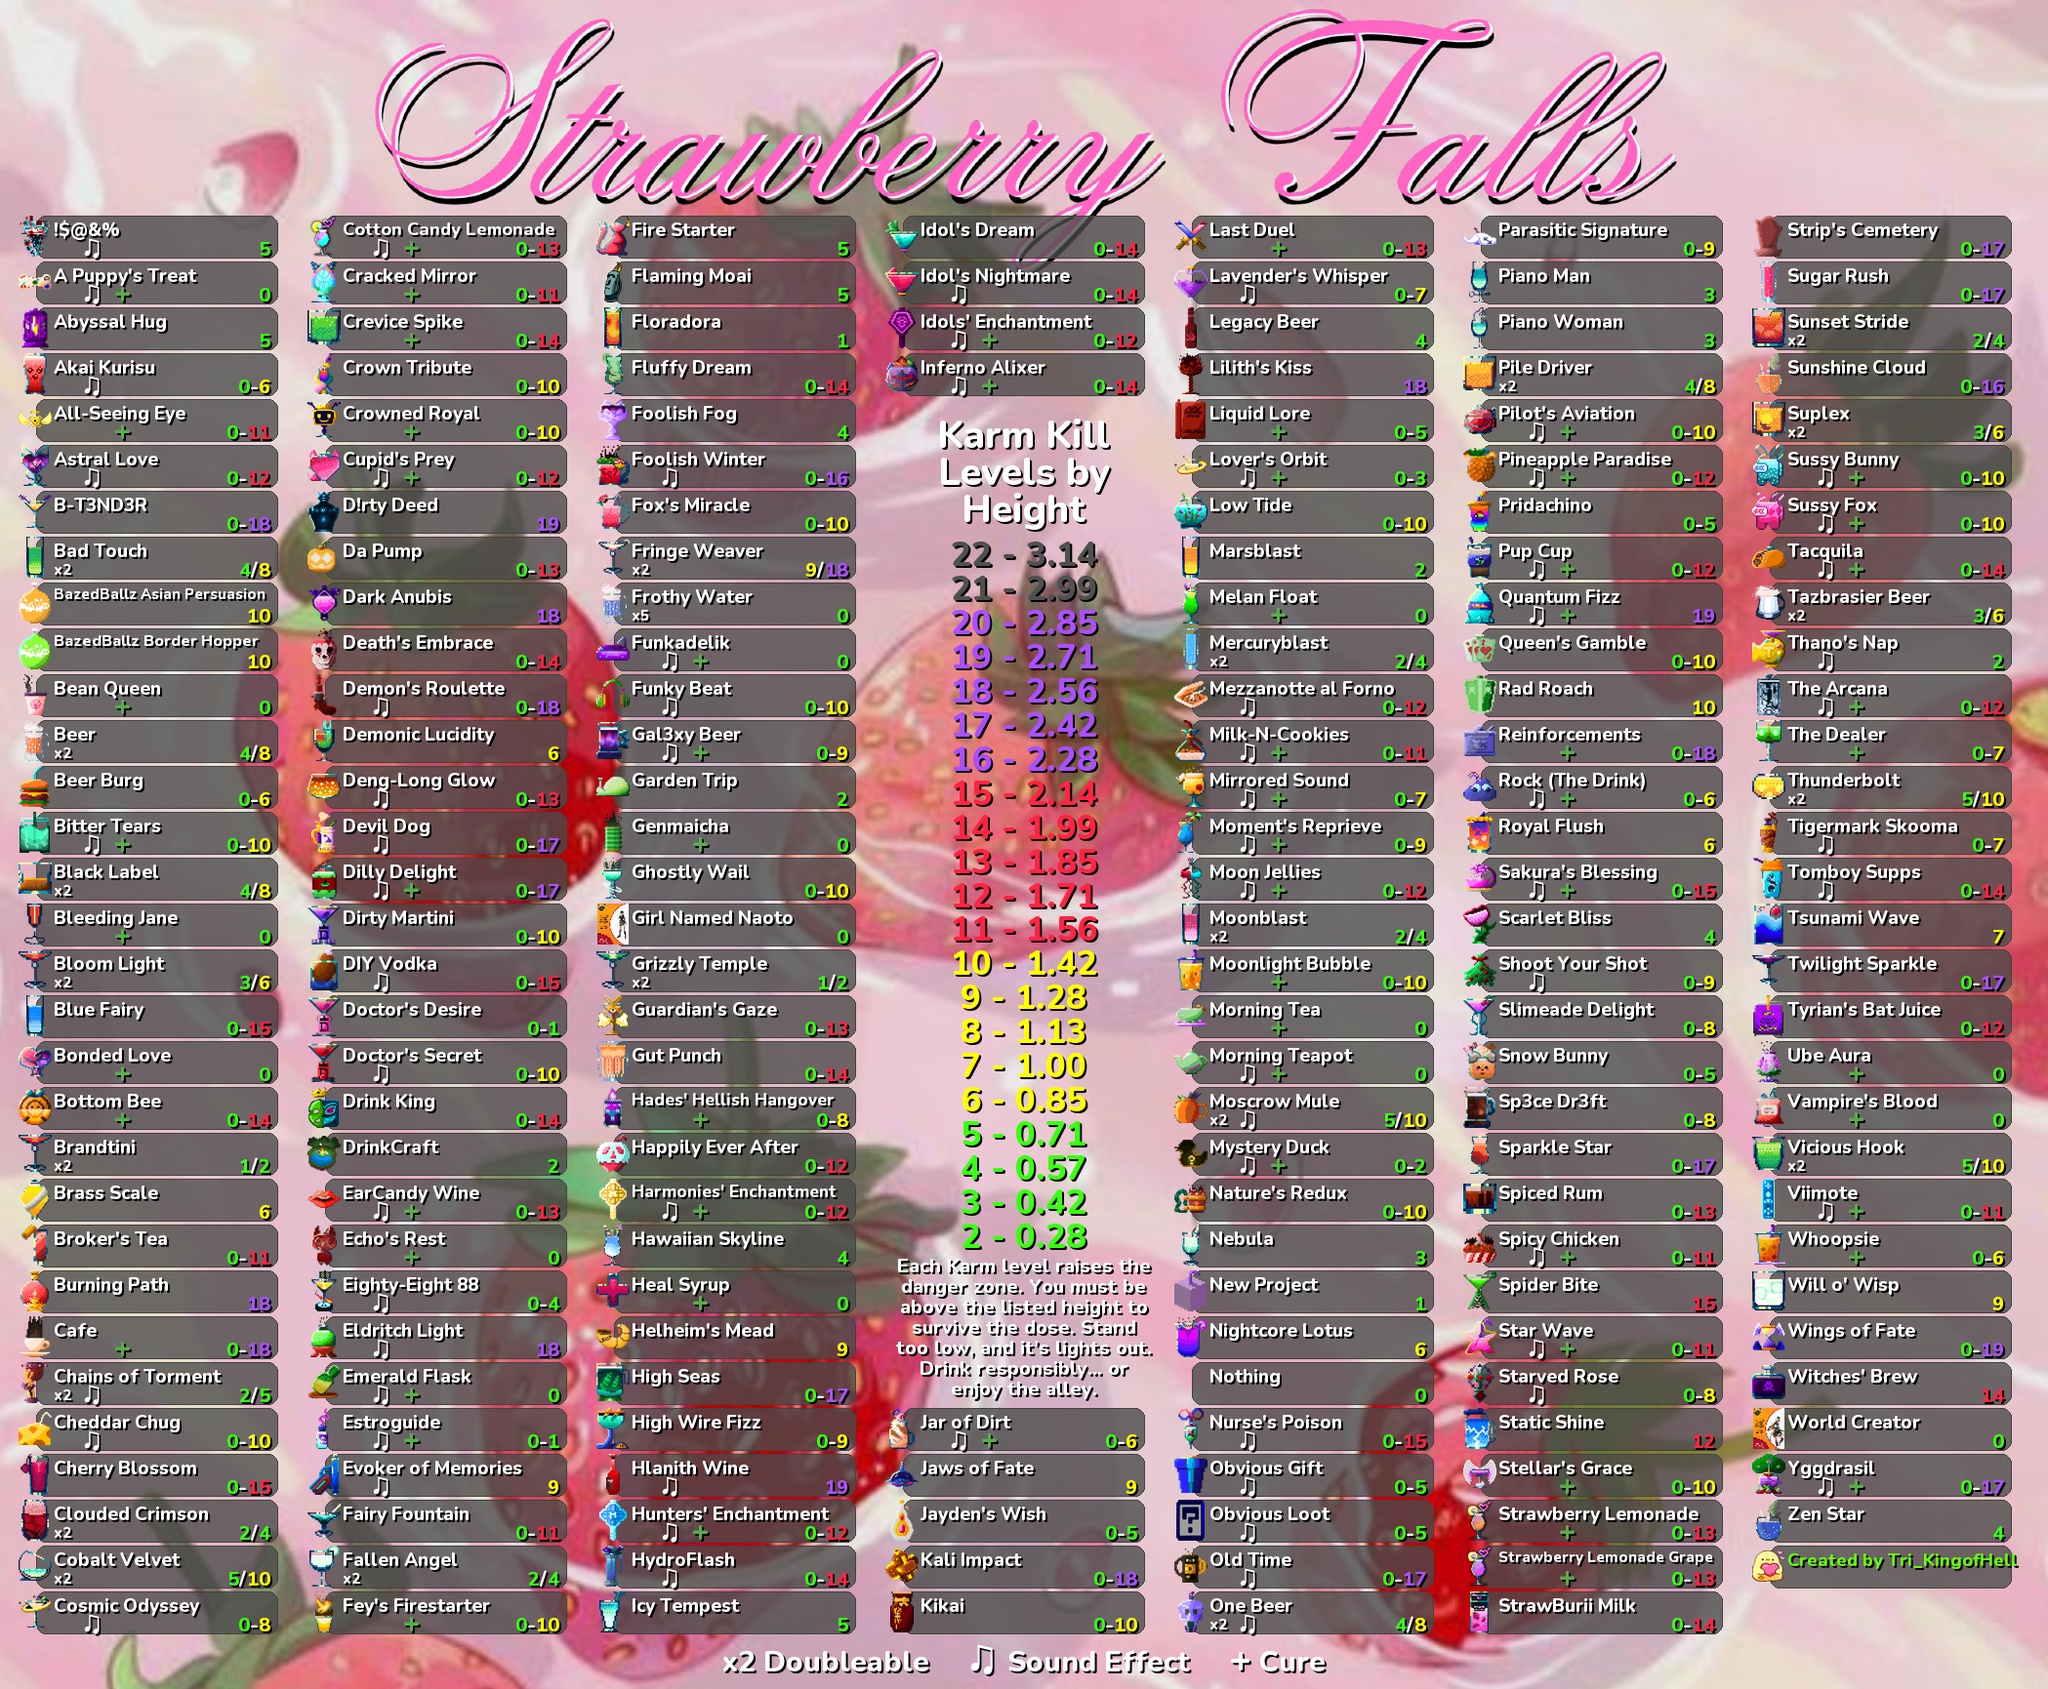 Strawberry Falls
!$@&%
♫ 5
A Puppy's Treat
♫ + 0
Abyssal Hug
5
Akai Kurisu
♫ 0-6
All-Seeing Eye
+ 0-11
Astral Love
♫ 0-12
B-T3ND3R
0-18
Bad Touch
x2 4/8
BazedBallz Asian Persuasion
10
BazedBallz Border Hopper
10
Bean Queen
+ 0
Beer
x2 4/8
Beer Burg
0-6
Bitter Tears
♫ + 0-10
Black Label
x2 4/8
Bleeding Jane
+ 0
Bloom Light
x2 3/6
Blue Fairy
0-15
Bonded Love
+ 0
Bottom Bee
+ 0-14
Brandtini
x2 1/2
Brass Scale
6
Broker's Tea
0-11
Burning Path
18
Cafe
+ 0-18
Chains of Torment
x2 ♫ 2/5
Cheddar Chug
♫ 0-10
Cherry Blossom
0-15
Clouded Crimson
x2 2/4
Cobalt Velvet
x2 5/10
Cosmic Odyssey
♫ 0-8
Cotton Candy Lemonade
♫ + 0-13
Cracked Mirror
+ 0-11
Crevice Spike
+ 0-14
Crown Tribute
0-10
Crowned Royal
+ 0-10
Cupid's Prey
♫ + 0-12
D!rty Deed
19
Da Pump
0-13
Dark Anubis
18
Death's Embrace
0-14
Demon's Roulette
♫ 0-18
Demonic Lucidity
6
Deng-Long Glow
♫ 0-13
Devil Dog
♫ 0-17
Dilly Delight
♫ + 0-17
Dirty Martini
0-10
DIY Vodka
♫ 0-15
Doctor's Desire
0-1
Doctor's Secret
♫ 0-10
Drink King
0-14
DrinkCraft
2
EarCandy Wine
♫ + 0-13
Echo's Rest
+ 0
Eighty-Eight 88
♫ 0-4
Eldritch Light
♫ 18
Emerald Flask
♫ + 0
Estroguide
♫ + 0-1
Evoker of Memories
♫ 9
Fairy Fountain
0-11
Fallen Angel
x2 2/4
Fey's Firestarter
+ 0-10
Fire Starter
5
Flaming Moai
5
Floradora
1
Fluffy Dream
0-14
Foolish Fog
4
Foolish Winter
♫ 0-16
Fox's Miracle
0-10
Fringe Weaver
x2 9/18
Frothy Water
x5 0
Funkadelik
♫ + 0
Funky Beat
♫ 0-10
Gal3xy Beer
♫ + 0-9
Garden Trip
2
Genmaicha
+ 0
Ghostly Wail
0-10
Girl Named Naoto
0
Grizzly Temple
x2 1/2
Guardian's Gaze
0-13
Gut Punch
0-14
Hades' Hellish Hangover
+ 0-8
Happily Ever After
0-12
Harmonies' Enchantment
♫ + 0-12
Hawaiian Skyline
4
Heal Syrup
+ 0
Helheim's Mead
9
High Seas
0-17
High Wire Fizz
0-9
Hlanith Wine
19
Hunters' Enchantment
♫ + 0-12
HydroFlash
♫ 0-14
Icy Tempest
5
Idol's Dream
0-14
Idol's Nightmare
♫ 0-14
Idols' Enchantment
♫ + 0-12
Inferno Alixer
♫ + 0-14
Karm Kill
Levels by
Height
22 - 3.14
21 - 2.99
20 - 2.85
19 - 2.71
18 - 2.56
17 - 2.42
16 - 2.28
15 - 2.14
14 - 1.99
13 - 1.85
12 - 1.71
11 - 1.56
10 - 1.42
9 - 1.28
8 - 1.13
7 - 1.00
6 - 0.85
5 - 0.71
4 - 0.57
3 - 0.42
2 - 0.28
Each Karm level raises the
danger zone. You must be
above the listed height to
survive the dose. Stand
too low, and it's lights out.
Drink responsibly... or
enjoy the alley.
Jar of Dirt
♫ + 0-6
Jaws of Fate
9
Jayden's Wish
0-5
Kali Impact
0-18
Kikai
0-10
Last Duel
+ 0-13
Lavender's Whisper
♫ 0-7
Legacy Beer
4
Lilith's Kiss
18
Liquid Lore
+ 0-5
Lover's Orbit
♫ + 0-3
Low Tide
0-10
Marsblast
2
Melan Float
+ 0
Mercuryblast
x2 2/4
Mezzanotte al Forno
♫ 0-12
Milk-N-Cookies
♫ + 0-11
Mirrored Sound
♫ + 0-7
Moment's Reprieve
♫ + 0-9
Moon Jellies
♫ + 0-12
Moonblast
x2 2/4
Moonlight Bubble
+ 0-10
Morning Tea
+ 0
Morning Teapot
♫ + 0
Moscrow Mule
x2 ♫ 5/10
Mystery Duck
♫ + 0-2
Nature's Redux
0-10
Nebula
3
New Project
1
Nightcore Lotus
6
Nothing
0
Nurse's Poison
♫ 0-15
Obvious Gift
♫ 0-5
Obvious Loot
♫ 0-5
Old Time
♫ 0-17
One Beer
x2 ♫ 4/8
Parasitic Signature
0-9
Piano Man
3
Piano Woman
3
Pile Driver
x2 4/8
Pilot's Aviation
♫ + 0-10
Pineapple Paradise
♫ + 0-12
Pridachino
0-5
Pup Cup
♫ + 0-12
Quantum Fizz
♫ + 19
Queen's Gamble
0-10
Rad Roach
10
Reinforcements
+ 0-18
Rock (The Drink)
♫ + 0-6
Royal Flush
6
Sakura's Blessing
♫ + 0-15
Scarlet Bliss
4
Shoot Your Shot
♫ 0-9
Slimeade Delight
0-8
Snow Bunny
0-5
Sp3ce Dr3ft
0-8
Sparkle Star
0-17
Spiced Rum
0-13
Spicy Chicken
♫ + 0-11
Spider Bite
15
Star Wave
♫ + 0-11
Starved Rose
♫ 0-8
Static Shine
12
Stellar's Grace
+ 0-10
Strawberry Lemonade
+ 0-13
Strawberry Lemonade Grape
+ 0-13
StrawBurii Milk
0-14
Strip's Cemetery
0-17
Sugar Rush
0-17
Sunset Stride
x2 2/4
Sunshine Cloud
0-16
Suplex
x2 3/6
Sussy Bunny
♫ + 0-10
Sussy Fox
♫ + 0-10
Tacquila
♫ + 0-14
Tazbrasier Beer
x2 3/6
Thano's Nap
♫ 2
The Arcana
♫ + 0-12
The Dealer
+ 0-7
Thunderbolt
x2 5/10
Tigermark Skooma
♫ 0-7
Tomboy Supps
♫ 0-14
Tsunami Wave
7
Twilight Sparkle
0-17
Tyrian's Bat Juice
0-12
Ube Aura
+ 0
Vampire's Blood
+ 0
Vicious Hook
x2 5/10
Viimote
♫ + 0-11
Whoopsie
+ 0-6
Will o' Wisp
9
Wings of Fate
0-19
Witches' Brew
14
World Creator
0
Yggdrasil
♫ + 0-17
Zen Star
4
Created by Tri_KingofHell
x2 Doubleable ♫ Sound Effect + Cure